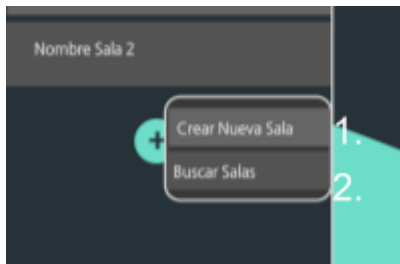 Nombre Sala 2
+
Crear Nueva Sala
1.
Buscar Salas
2.